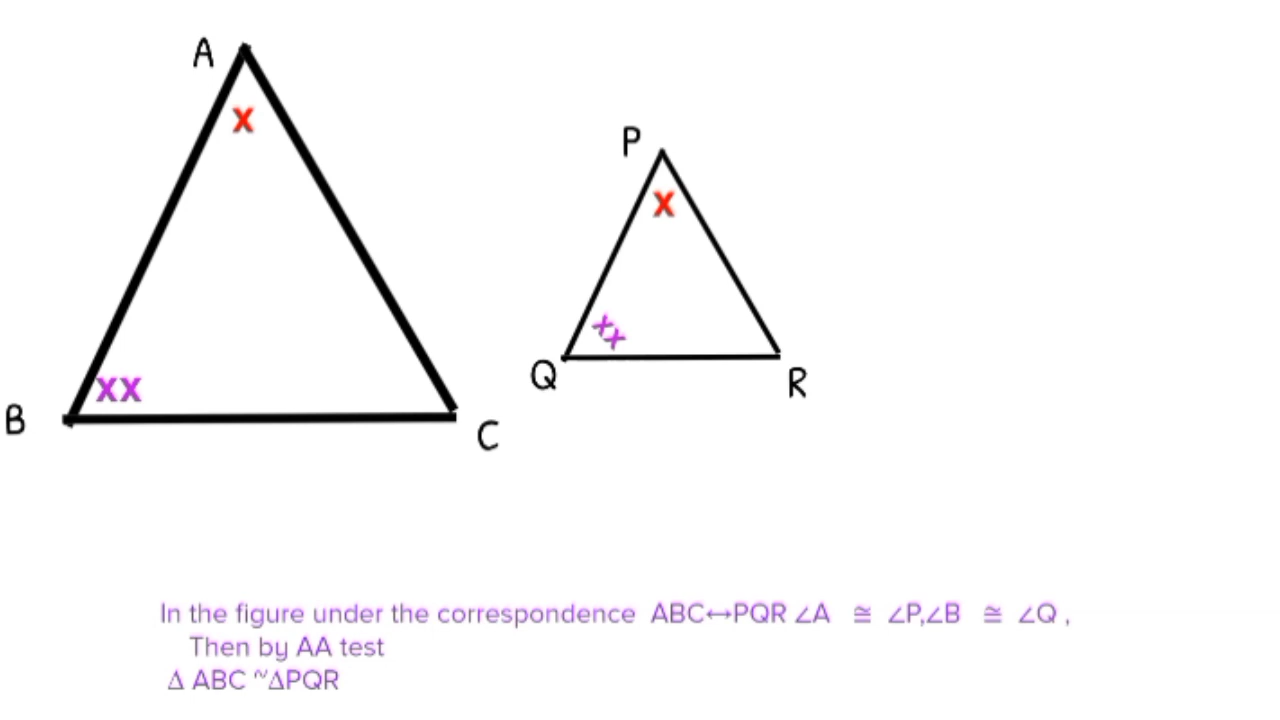 A
x
P
x
xx
xx
Q
R
B
C
In the figure under the correspondence ABC↔PQR ∠A ≅ ∠P,∠B ≅ ∠Q ,
Then by AA test
Δ ABC ~ΔPQR